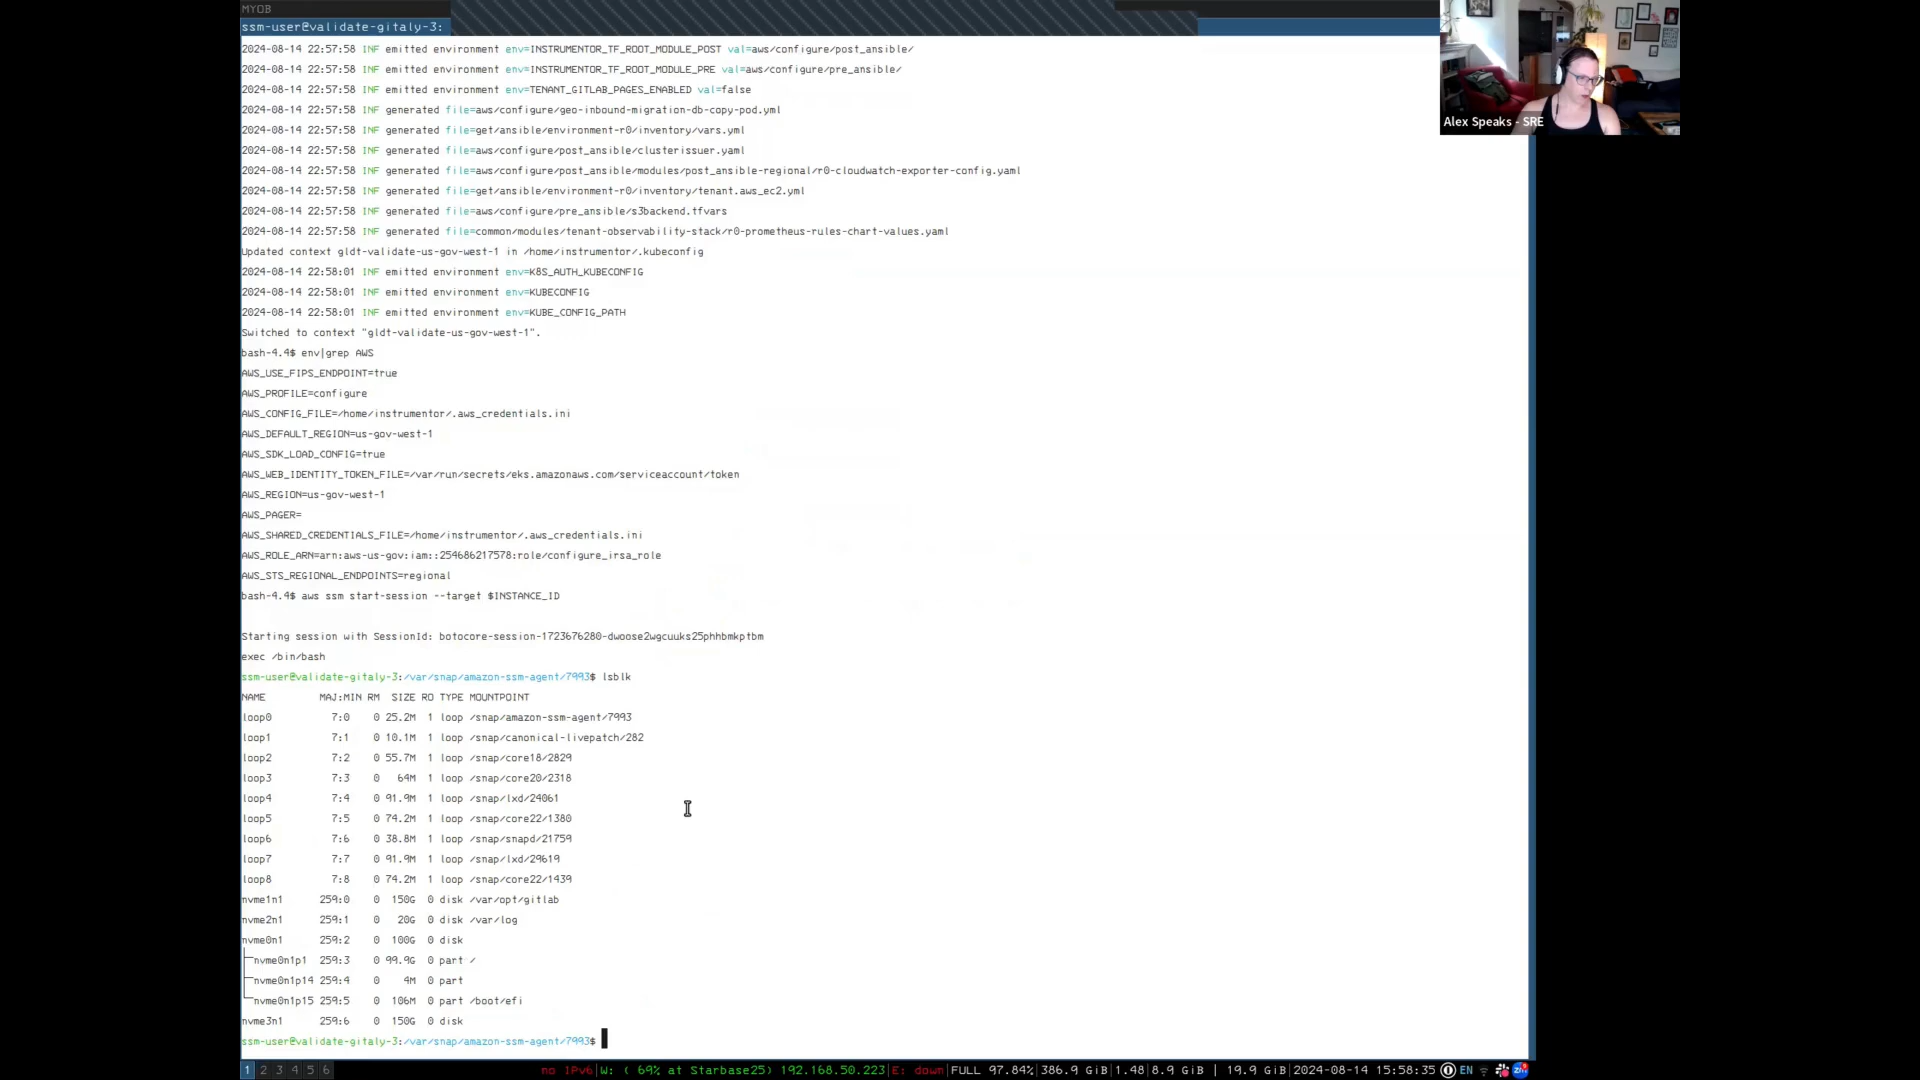 MYOB
ssm-user@validate-gitaly-3:
2024-08-14 22:57:58 INF emitted environment env=INSTRUMENTOR_TF_ROOT_MODULE_POST val=aws/configure/post_ansible/
2024-08-14 22:57:58 INF emitted environment env=INSTRUMENTOR_TF_ROOT_MODULE_PRE val=aws/configure/pre_ansible/
2024-08-14 22:57:58 INF emitted environment env=TENANT_GITLAB_PAGES_ENABLED val=false
2024-08-14 22:57:58 INF generated file=aws/configure/geo-inbound-migration-db-copy-pod.yml
2024-08-14 22:57:58 INF generated file=get/ansible/environment-r0/inventory/vars.yml
2024-08-14 22:57:58 INF generated file=aws/configure/post_ansible/clusterissuer.yaml
2024-08-14 22:57:58 INF generated file=aws/configure/post_ansible/modules/post_ansible-regional/r0-cloudwatch-exporter-config.yaml
2024-08-14 22:57:58 INF generated file=get/ansible/environment-r0/inventory/tenant.aws_ec2.yml
2024-08-14 22:57:58 INF generated file=aws/configure/pre_ansible/s3backend.tfvars
2024-08-14 22:57:58 INF generated file=common/modules/tenant-observability-stack/r0-prometheus-rules-chart-values.yaml
Updated context gldt-validate-us-gov-west-1 in /home/instrumentor/.kubeconfig
2024-08-14 22:58:01 INF emitted environment env=K8S_AUTH_KUBECONFIG
2024-08-14 22:58:01 INF emitted environment env=KUBECONFIG
2024-08-14 22:58:01 INF emitted environment env=KUBE_CONFIG_PATH
Switched to context "gldt-validate-us-gov-west-1".
bash-4.4$ env|grep AWS
AWS_USE_FIPS_ENDPOINT=true
AWS_PROFILE=configure
AWS_CONFIG_FILE=/home/instrumentor/.aws_credentials.ini
AWS_DEFAULT_REGION=us-gov-west-1
AWS_SDK_LOAD_CONFIG=true
AWS_WEB_IDENTITY_TOKEN_FILE=/var/run/secrets/eks.amazonaws.com/serviceaccount/token
AWS_REGION=us-gov-west-1
AWS_PAGER=
AWS_SHARED_CREDENTIALS_FILE=/home/instrumentor/.aws_credentials.ini
AWS_ROLE_ARN=arn:aws-us-gov:iam::254686217578:role/configure_irsa_role
AWS_STS_REGIONAL_ENDPOINTS=regional
bash-4.4$ aws ssm start-session --target $INSTANCE_ID
Starting session with SessionId: botocore-session-1723676280-dwoose2wgcuuks25phhbmkptbm
exec /bin/bash
ssm-user@validate-gitaly-3:/var/snap/amazon-ssm-agent/7993$ lsblk
NAME MAJ:MIN RM SIZE RO TYPE MOUNTPOINT
loop0 7:0 0 25.2M 1 loop /snap/amazon-ssm-agent/7993
loop1 7:1 0 10.1M 1 loop /snap/canonical-livepatch/282
loop2 7:2 0 55.7M 1 loop /snap/core18/2829
loop3 7:3 0 64M 1 loop /snap/core20/2318
loop4 7:4 0 91.9M 1 loop /snap/lxd/24061
loop5 7:5 0 74.2M 1 loop /snap/core22/1380
loop6 7:6 0 38.8M 1 loop /snap/snapd/21759
loop7 7:7 0 91.9M 1 loop /snap/lxd/29619
loop8 7:8 0 74.2M 1 loop /snap/core22/1439
nvme1n1 259:0 0 150G 0 disk /var/opt/gitlab
nvme2n1 259:1 0 20G 0 disk /var/log
nvme0n1 259:2 0 100G 0 disk
├─nvme0n1p1 259:3 0 99.9G 0 part /
├─nvme0n1p14 259:4 0 4M 0 part
└─nvme0n1p15 259:5 0 106M 0 part /boot/efi
nvme3n1 259:6 0 150G 0 disk
ssm-user@validate-gitaly-3:/var/snap/amazon-ssm-agent/7993$
1 2 3 4 5 6 no IPv6|W: ( 69% at Starbase25) 192.168.50.223|E: down|FULL 97.84%|386.9 GiB|1.48|8.9 GiB | 19.9 GiB|2024-08-14 15:58:35 EN
Alex Speaks - SRE